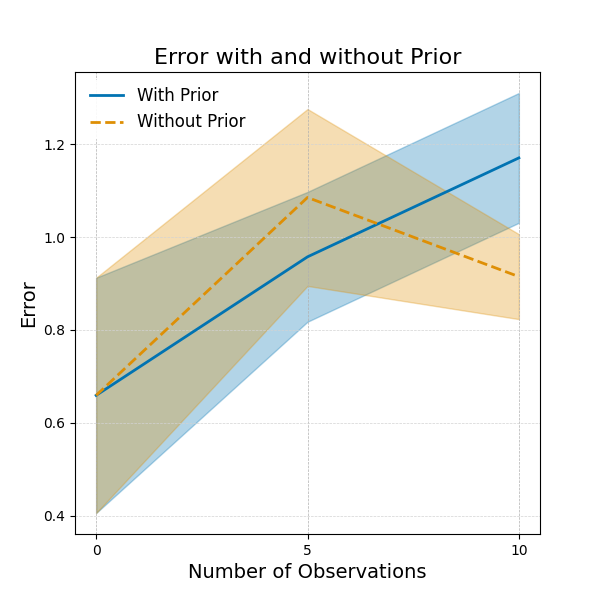 Error with and without Prior
With Prior
Without Prior
1.2
1.0
0.8
0.6
0.4
Error
0 5 10
Number of Observations